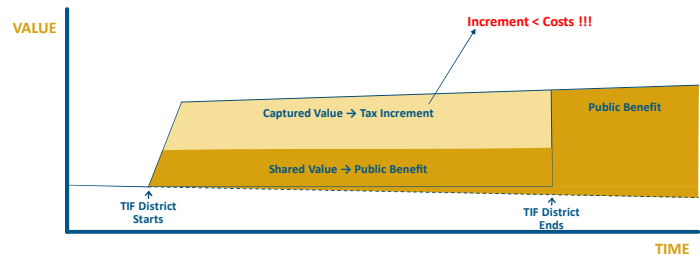 VALUE
Increment < Costs !!!
Captured Value → Tax Increment
Public Benefit
Shared Value → Public Benefit
TIF District
Starts
TIF District
Ends
TIME